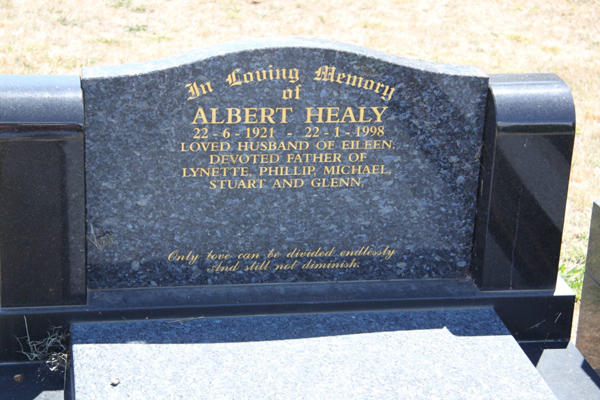 In Loving Memory
of
ALBERT HEALY
22-6-1921 - 22-1-1998
LOVED HUSBAND OF EILEEN.
DEVOTED FATHER OF
LYNETTE, PHILLIP, MICHAEL,
STUART AND GLENN.
Only love can be divided endlessly
And still not diminish.